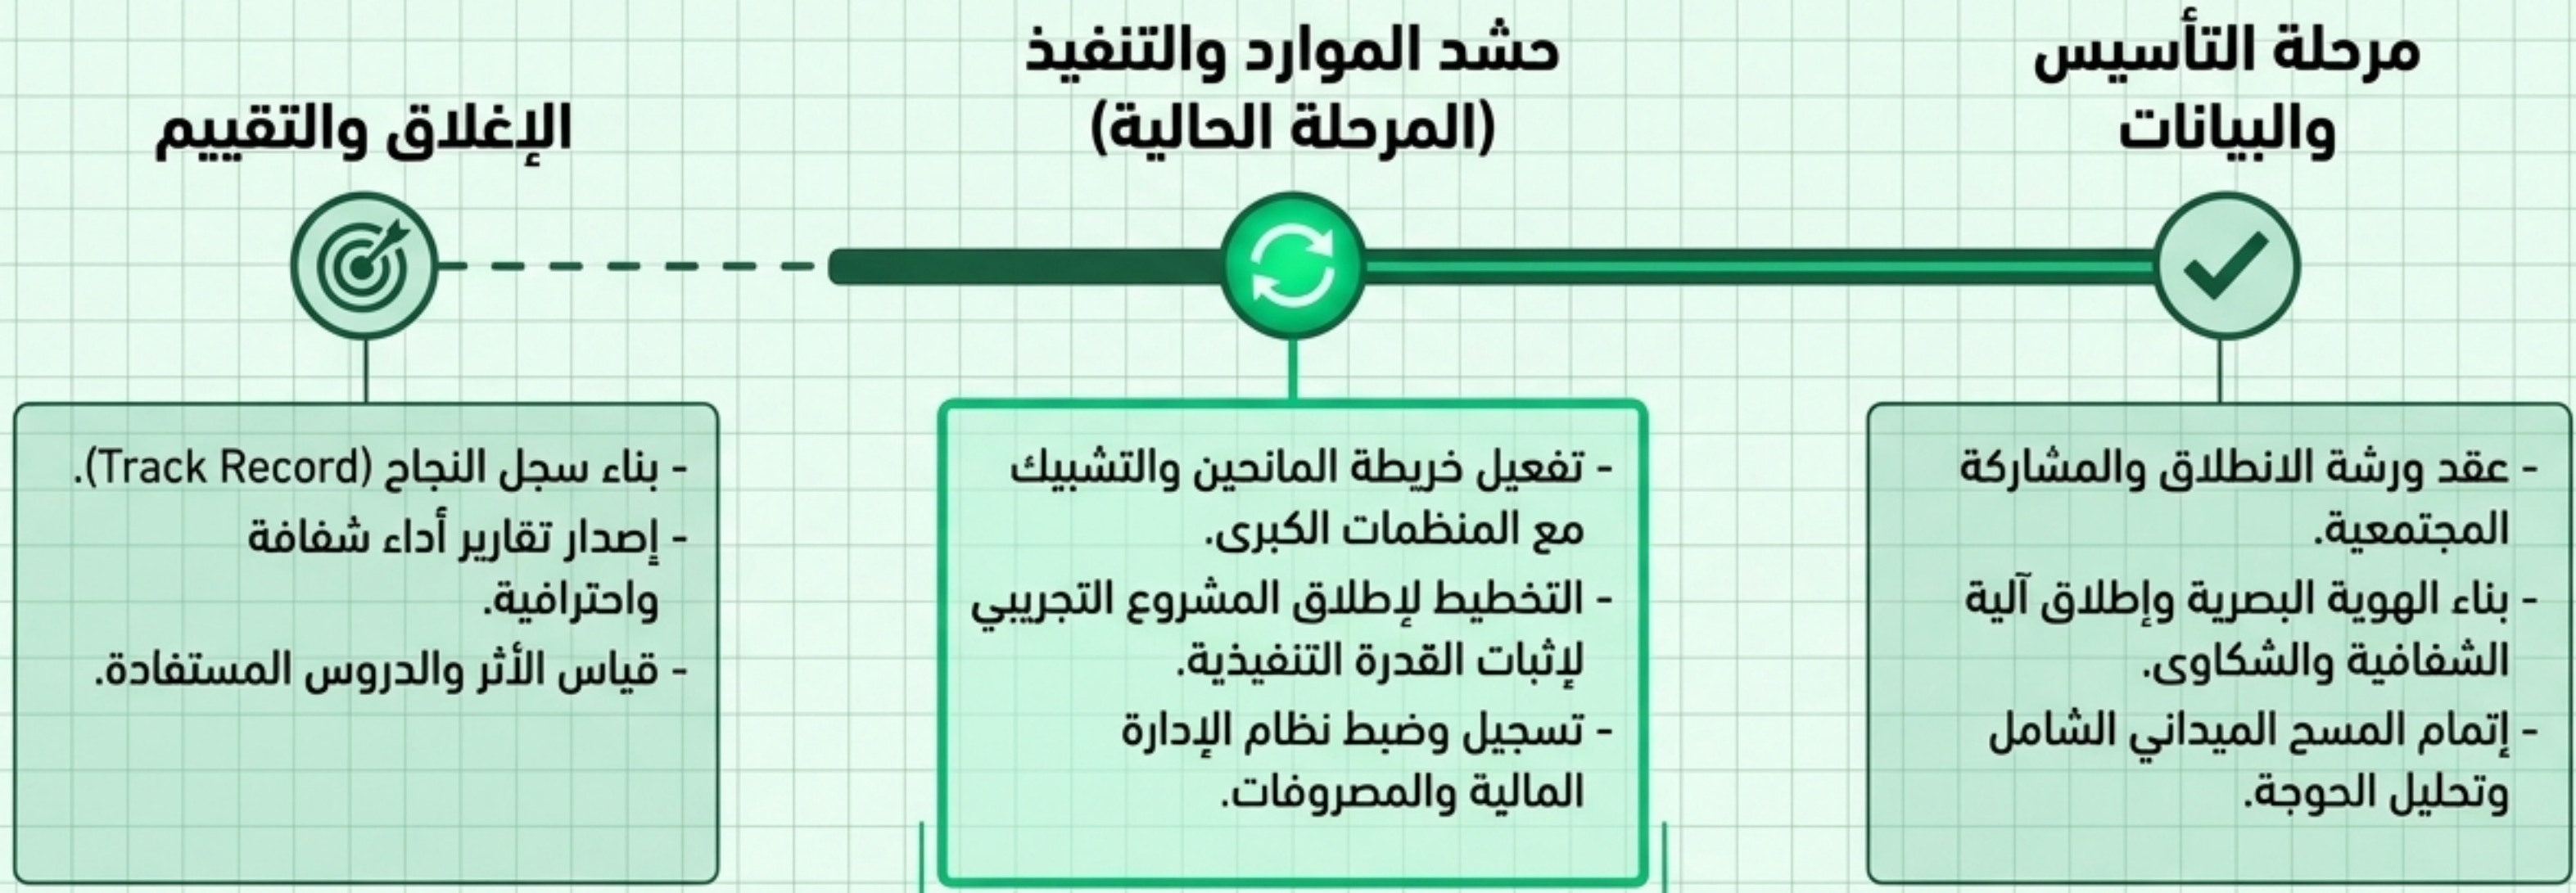 مرحلة التأسيس
والبيانات
- عقد ورشة الانطلاق والمشاركة
المجتمعية.
- بناء الهوية البصرية وإطلاق آلية
الشفافية والشكاوى.
- إتمام المسح الميداني الشامل
وتحليل الحوجة.
حشد الموارد والتنفيذ
(المرحلة الحالية)
- تفعيل خريطة المانحين والتشبيك
مع المنظمات الكبرى.
- التخطيط لإطلاق المشروع التجريبي
لإثبات القدرة التنفيذية.
- تسجيل وضبط نظام الإدارة
المالية والمصروفات.
الإغلاق والتقييم
- بناء سجل النجاح (Track Record).
- إصدار تقارير أداء شفافة
واحترافية.
- قياس الأثر والدروس المستفادة.